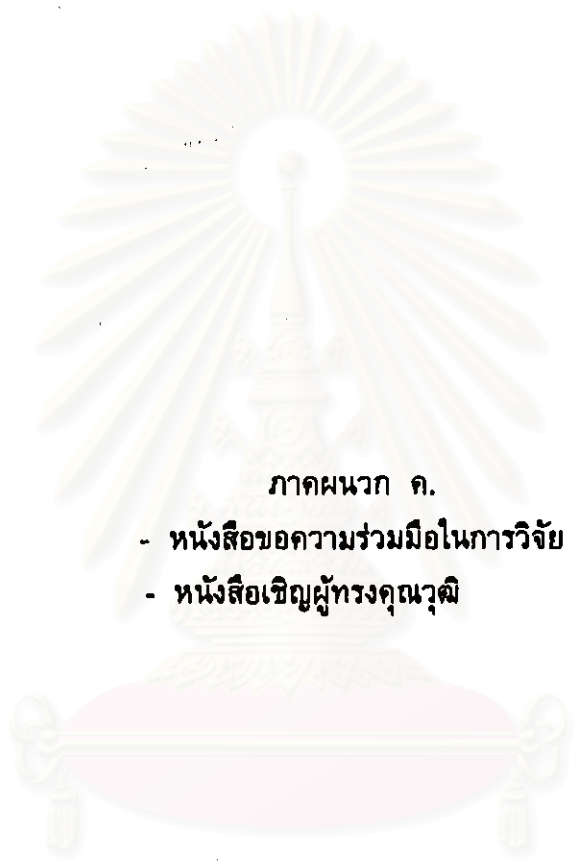 ภาคผนวก ค.
- หนังสือขอความร่วมมือในการวิจัย
- หนังสือเชิญผู้ทรงคุณวุฒิ